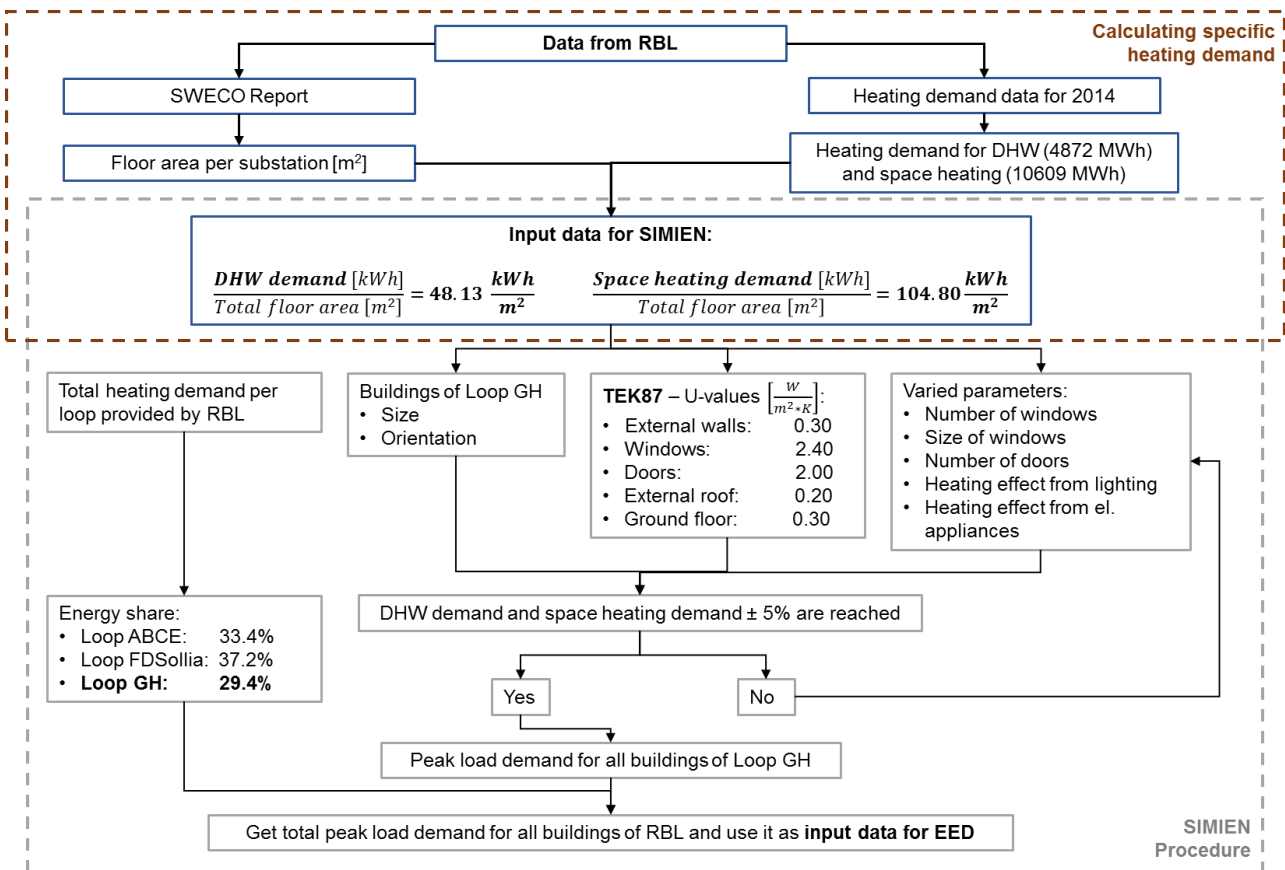 Calculating specific
heating demand
Data from RBL
SWECO Report
Heating demand data for 2014
Floor area per substation [m²]
Heating demand for DHW (4872 MWh)
and space heating (10609 MWh)
Input data for SIMIEN:
DHW demand [kWh] / Total floor area [m²] = 48.13 kWh/m²
Space heating demand [kWh] / Total floor area [m²] = 104.80 kWh/m²
Total heating demand per
loop provided by RBL
Buildings of Loop GH
• Size
• Orientation
TEK87 – U-values [W/m²*K]:
• External walls: 0.30
• Windows: 2.40
• Doors: 2.00
• External roof: 0.20
• Ground floor: 0.30
Varied parameters:
• Number of windows
• Size of windows
• Number of doors
• Heating effect from lighting
• Heating effect from el.
appliances
Energy share:
• Loop ABCE: 33.4%
• Loop FDSollia: 37.2%
• Loop GH: 29.4%
DHW demand and space heating demand ± 5% are reached
Yes
No
Peak load demand for all buildings of Loop GH
Get total peak load demand for all buildings of RBL and use it as input data for EED
SIMIEN
Procedure